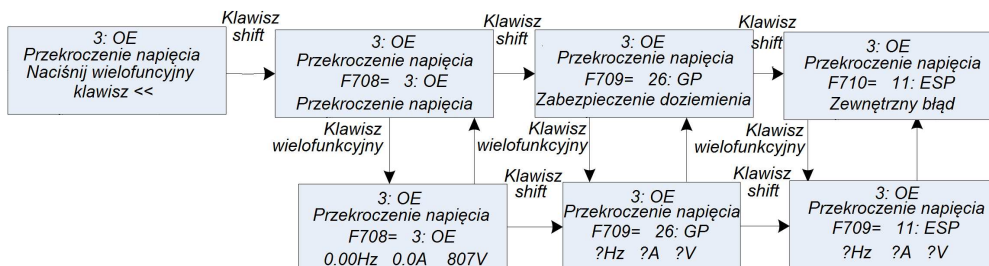 Klawisz
shift
Klawisz
shift
Klawisz
shift
3: OE
Przekroczenie napięcia
Naciśnij wielofuncyjny
klawisz <<
3: OE
Przekroczenie napięcia
F708= 3: OE
Przekroczenie napięcia
3: OE
Przekroczenie napięcia
F709= 26: GP
Zabezpieczenie doziemienia
3: OE
Przekroczenie napięcia
F710= 11: ESP
Zewnętrzny błąd
Klawisz
wielofunkcyjny
Klawisz
wielofunkcyjny
Klawisz
wielofunkcyjny
3: OE
Przekroczenie napięcia
F708= 3: OE
0.00Hz 0.0A 807V
Klawisz
shift
3: OE
Przekroczenie napięcia
F709= 26: GP
?Hz ?A ?V
Klawisz
shift
3: OE
Przekroczenie napięcia
F709= 11: ESP
?Hz ?A ?V